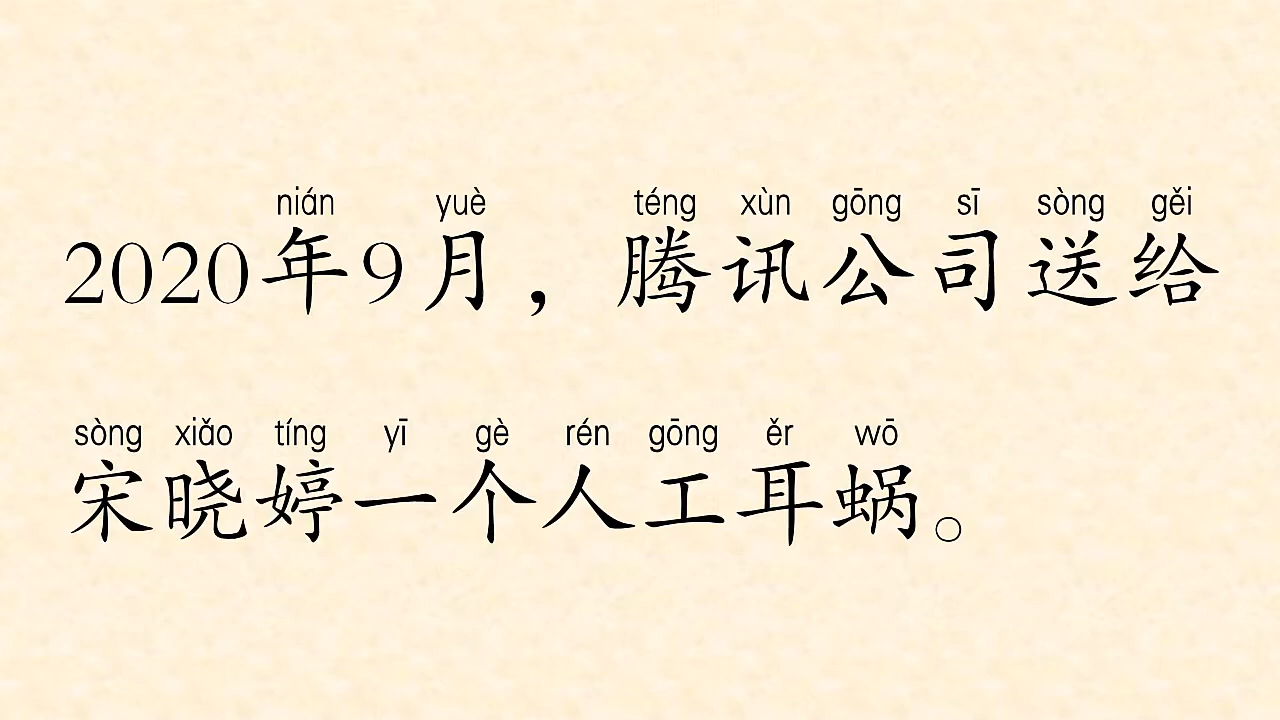 nián yuè téng xùn gōng sī sòng gěi
2020年9月，腾讯公司送给
sòng xiǎo tíng yī gè rén gōng ěr wō
宋晓婷一个人工耳蜗。